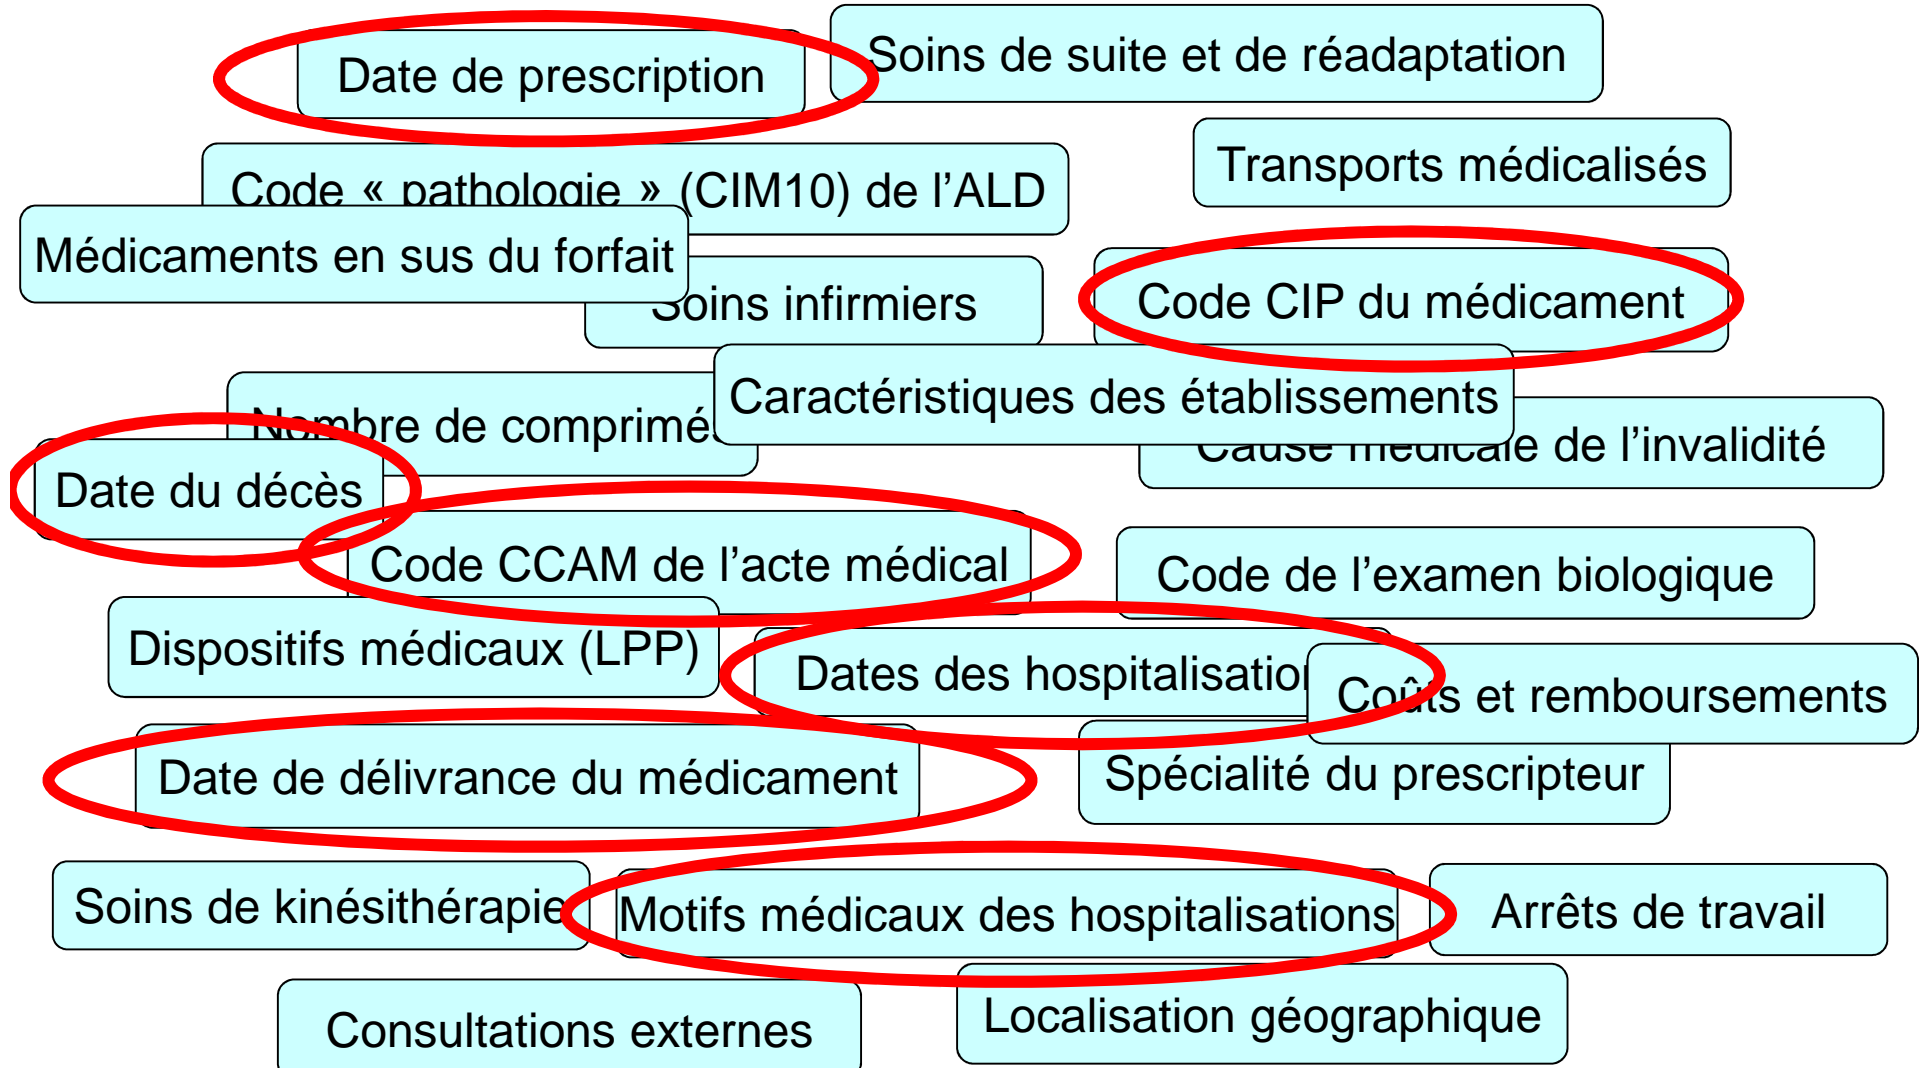 Soins de suite et de réadaptation
Date de prescription
Transports médicalisés
Code « pathologie » (CIM10) de l’ALD
Médicaments en sus du forfait
Soins infirmiers
Code CIP du médicament
Caractéristiques des établissements
Nombre de comprimés
Cause médicale de l’invalidité
Date du décès
Code CCAM de l’acte médical
Code de l’examen biologique
Dispositifs médicaux (LPP)
Dates des hospitalisation
Coûts et remboursements
Date de délivrance du médicament
Spécialité du prescripteur
Soins de kinésithérapie
Motifs médicaux des hospitalisations
Arrêts de travail
Localisation géographique
Consultations externes